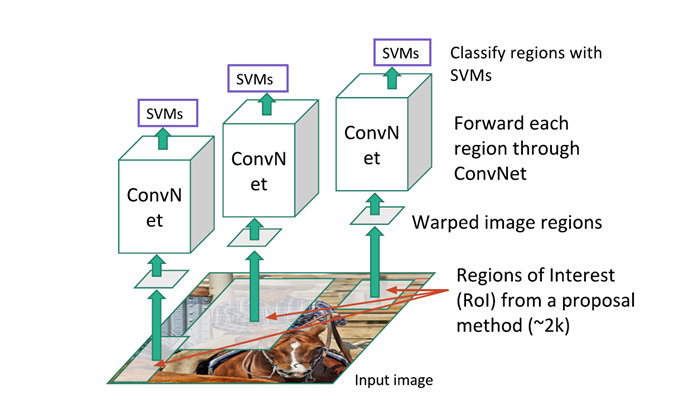 SVMs
Classify regions with
SVMs
SVMs
SVMs
ConvN
et
Forward each
region through
ConvNet
ConvN
et
ConvN
et
Warped image regions
Regions of Interest
(RoI) from a proposal
method (~2k)
Input image